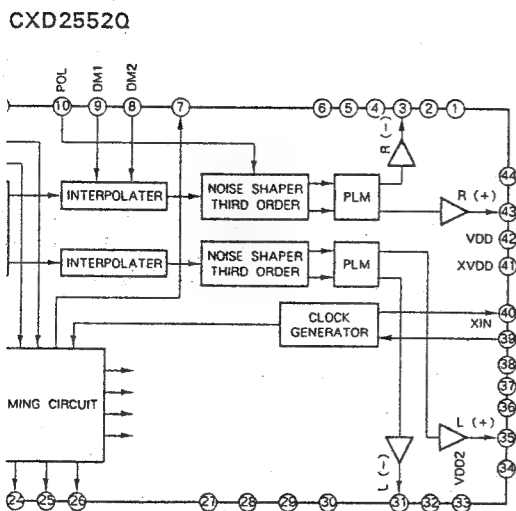 CXD2552Q
POL
DM1
DM2
10 9 8 7 6 5 4 3 2 1
R (-)
44
INTERPOLATER
NOISE SHAPER
THIRD ORDER
PLM
R (+)
43
VDD
42
XVDD
41
INTERPOLATER
NOISE SHAPER
THIRD ORDER
PLM
CLOCK
GENERATOR
40
XIN
39
38
37
36
MING CIRCUIT
L (+)
35
L (-)
VDD2
34
24 25 26 27 28 29 30 31 32 33